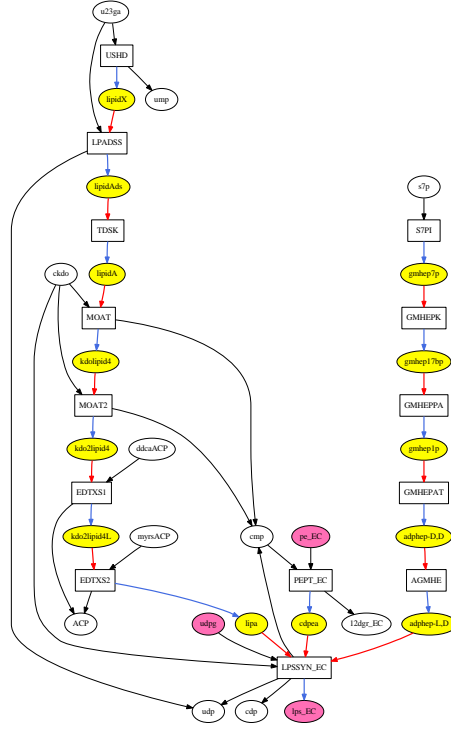 u23ga
USHD
lipidX
ump
LPADSS
lipidAds
s7p
TDSK
S7PI
ckdo
lipidA
gmhep7p
MOAT
GMHEPK
kdolipid4
gmhep17bp
MOAT2
GMHEPPA
kdo2lipid4
ddcaACP
gmhep1p
EDTXS1
GMHEPAT
kdo2lipid4L
myrsACP
cmp
pe_EC
adphep-D,D
EDTXS2
PEPT_EC
AGMHE
ACP
udpg
lipa
cdpea
12dgr_EC
adphep-L,D
LPSSYN_EC
udp
cdp
lps_EC